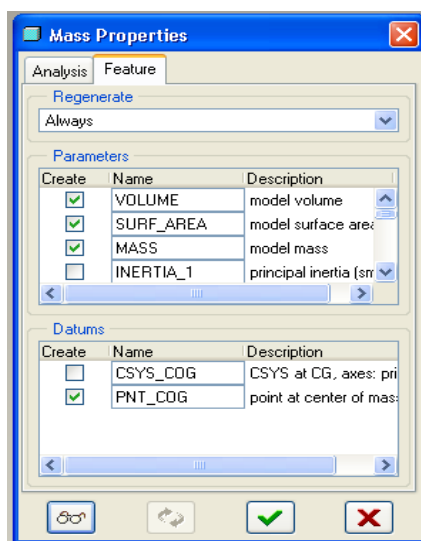 Mass Properties
Analysis Feature
Regenerate
Always
Parameters
Create Name Description
VOLUME model volume
SURF_AREA model surface area
MASS model mass
INERTIA_1 principal inertia (sm
Datums
Create Name Description
CSYS_COG CSYS at CG, axes: pri
PNT_COG point at center of mas